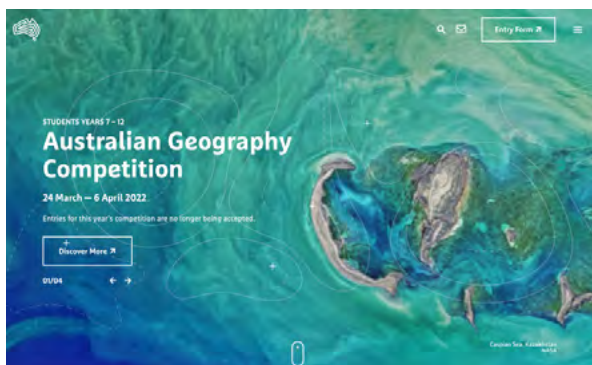 Entry Form
STUDENTS YEARS 7 – 12
Australian Geography
Competition
24 March — 6 April 2022
Entries for this year's competition are no longer being accepted.
Discover More
01/04
Caspian Sea, Kazakhstan
NASA